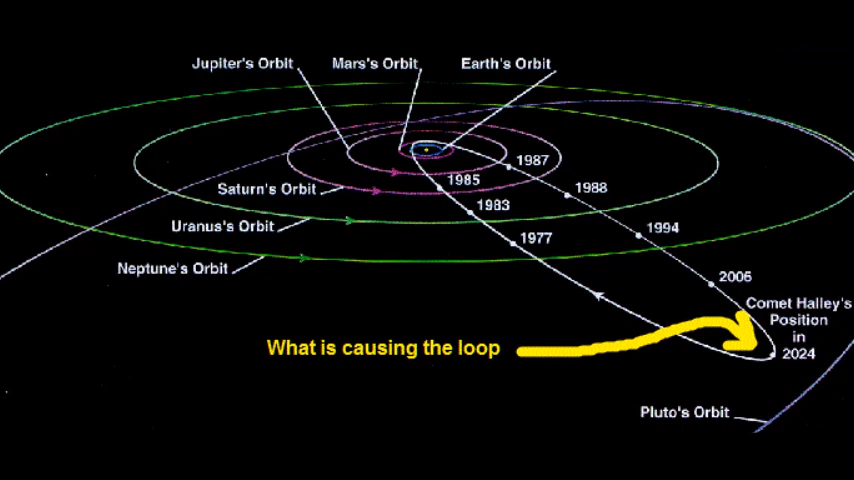 Jupiter's Orbit
Mars's Orbit
Earth's Orbit
1987
1985
Saturn's Orbit
1988
1983
Uranus's Orbit
1994
1977
Neptune's Orbit
2006
Comet Halley's
Position
in
2024
What is causing the loop
Pluto's Orbit